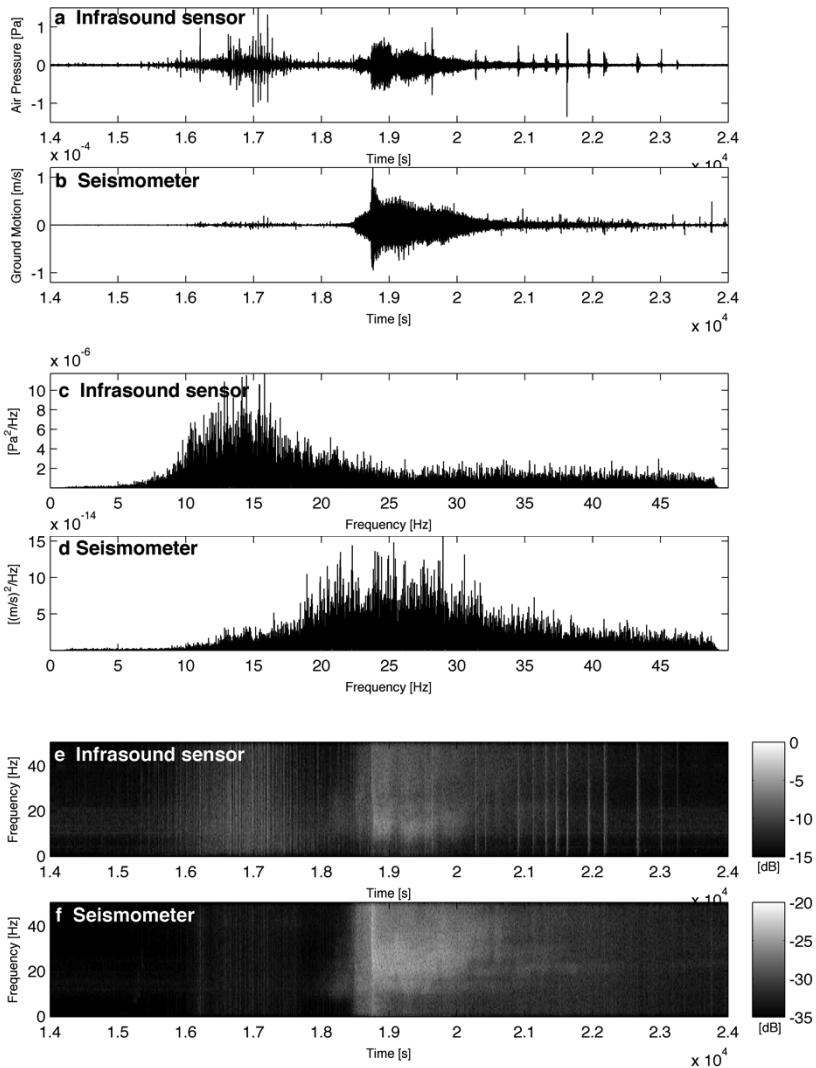 a Infrasound sensor
Air Pressure [Pa]
1
0
-1
1.4 1.5 1.6 1.7 1.8 1.9 2 2.1 2.2 2.3 2.4
Time [s]
x 10^4
x 10^-4
b Seismometer
Ground Motion [m/s]
1
0
-1
1.4 1.5 1.6 1.7 1.8 1.9 2 2.1 2.2 2.3 2.4
Time [s]
x 10^4
x 10^-6
c Infrasound sensor
[Pa^2/Hz]
10
8
6
4
2
0 5 10 15 20 25 30 35 40 45
Frequency [Hz]
x 10^-14
d Seismometer
[(m/s)^2/Hz]
15
10
5
0 5 10 15 20 25 30 35 40 45
Frequency [Hz]
e Infrasound sensor
Frequency [Hz]
40
20
0
1.4 1.5 1.6 1.7 1.8 1.9 2 2.1 2.2 2.3 2.4
Time [s]
x 10^4
0
-5
-10
-15
[dB]
f Seismometer
Frequency [Hz]
40
20
0
1.4 1.5 1.6 1.7 1.8 1.9 2 2.1 2.2 2.3 2.4
Time [s]
x 10^4
-20
-25
-30
-35
[dB]